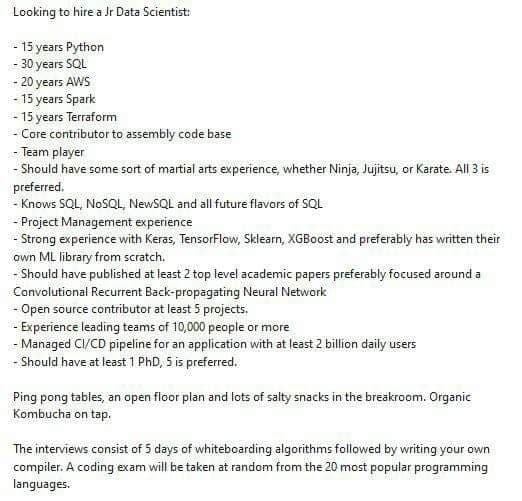 Looking to hire a Jr Data Scientist:
- 15 years Python
- 30 years SQL
- 20 years AWS
- 15 years Spark
- 15 years Terraform
- Core contributor to assembly code base
- Team player
- Should have some sort of martial arts experience, whether Ninja, Jujitsu, or Karate. All 3 is
preferred.
- Knows SQL, NoSQL, NewSQL and all future flavors of SQL
- Project Management experience
- Strong experience with Keras, TensorFlow, Sklearn, XGBoost and preferably has written their
own ML library from scratch.
- Should have published at least 2 top level academic papers preferably focused around a
Convolutional Recurrent Back-propagating Neural Network
- Open source contributor at least 5 projects.
- Experience leading teams of 10,000 people or more
- Managed CI/CD pipeline for an application with at least 2 billion daily users
- Should have at least 1 PhD, 5 is preferred.
Ping pong tables, an open floor plan and lots of salty snacks in the breakroom. Organic
Kombucha on tap.
The interviews consist of 5 days of whiteboarding algorithms followed by writing your own
compiler. A coding exam will be taken at random from the 20 most popular programming
languages.